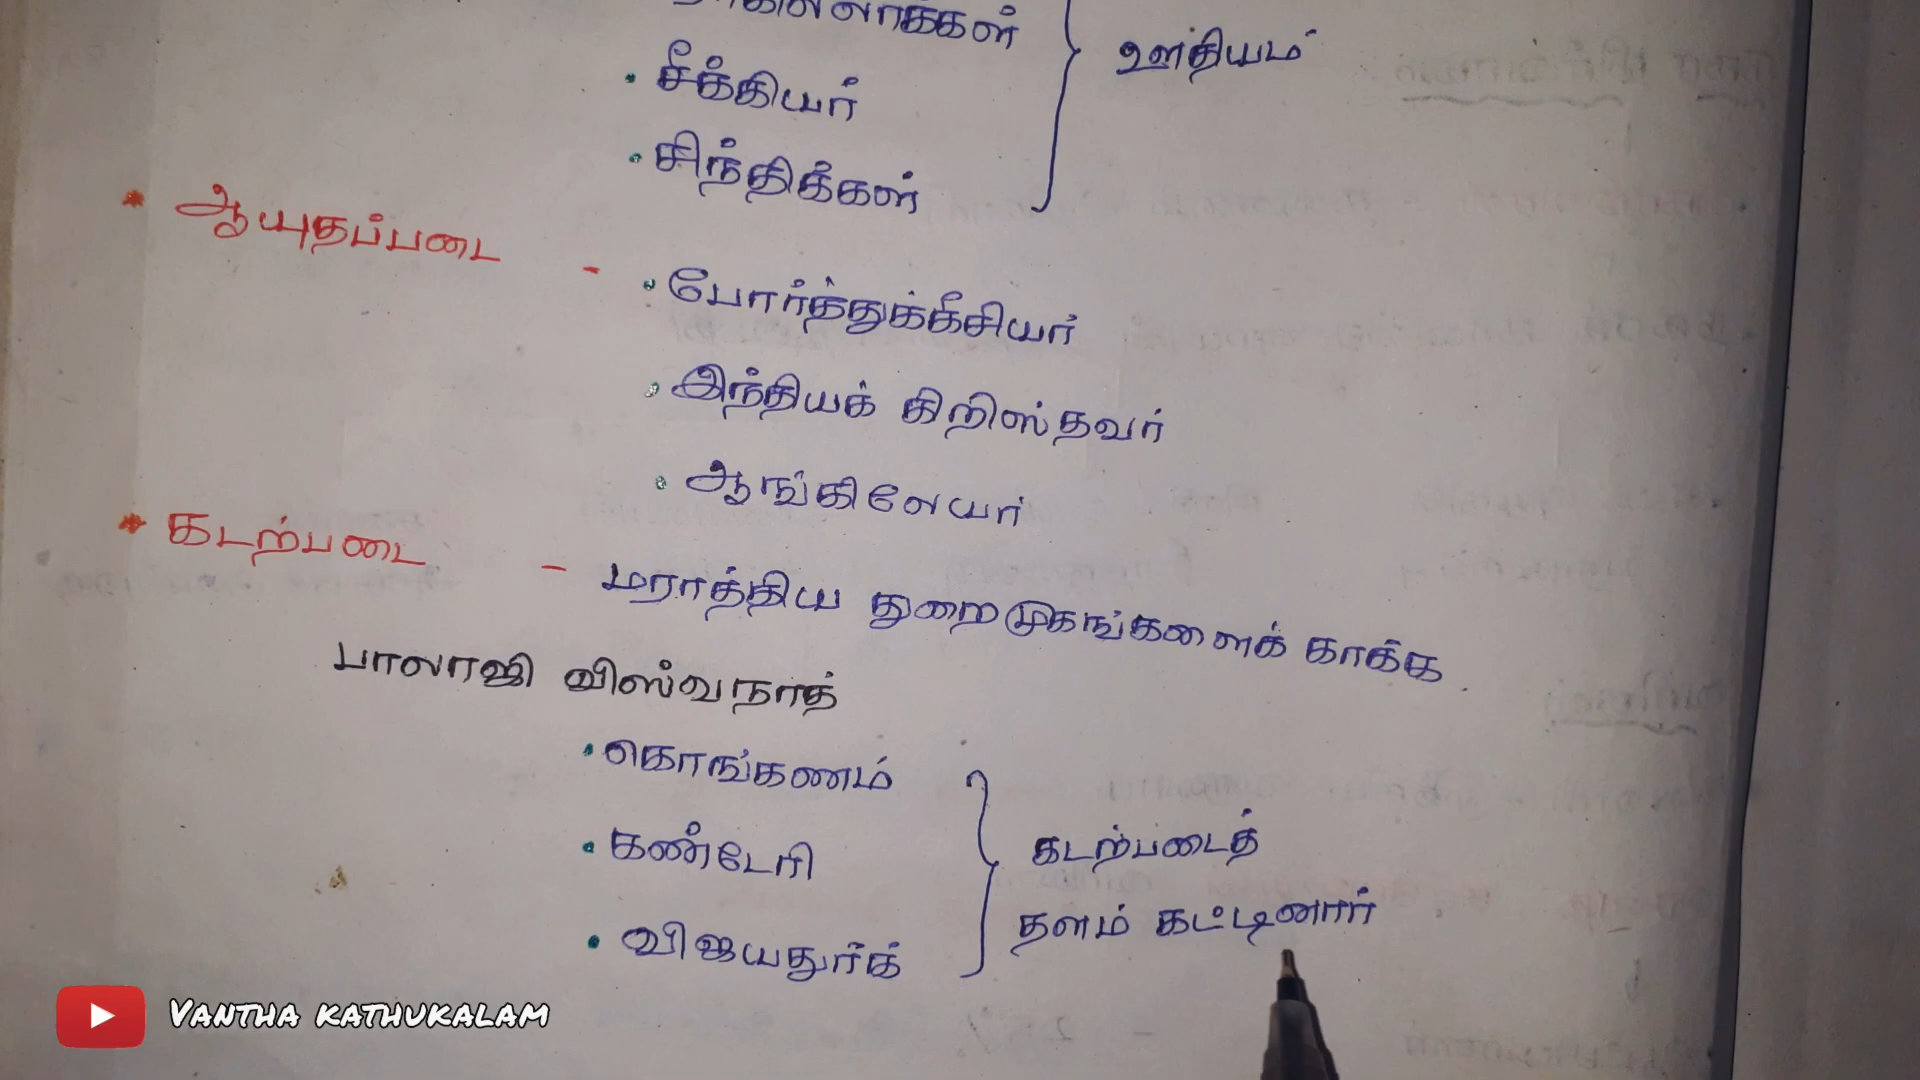 ஊதியம்
• சீக்கியர்
• சிந்திக்கள்
* ஆயுதப்படை - • போர்த்துக்கீசியர்
• இந்தியக் கிறிஸ்தவர்
• ஆங்கிலேயர்
* கடற்படை - மராத்திய துறைமுகங்களைக் காக்க
பாலாஜி விஸ்வநாத்
• கொங்கணம்
• கண்டேரி
கடற்படைத்
தளம் கட்டினார்
• விஜயதுர்க்
VANTHA KATHUKALAM